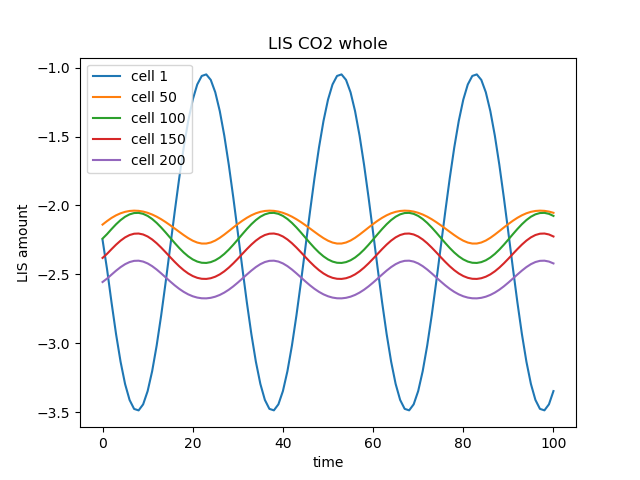 LIS CO2 whole
cell 1
cell 50
cell 100
cell 150
cell 200
LIS amount
−1.0
−1.5
−2.0
−2.5
−3.0
−3.5
0 20 40 60 80 100
time